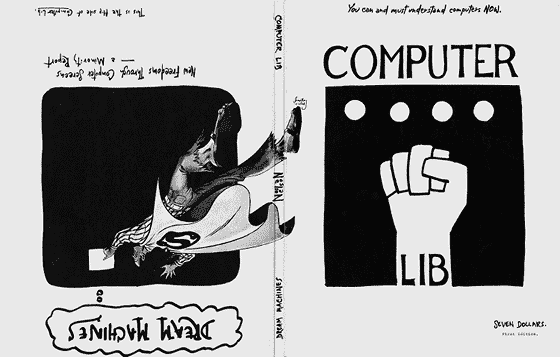 You can and must understand computers NOW.
COMPUTER
LIB
SEVEN DOLLARS.
First Edition.
COMPUTER LIB
NELSON
DREAM MACHINES
DREAM MACHINES
New Freedoms Through Computer Screens
— a Minority Report
This is the flip side of Computer Lib.
S